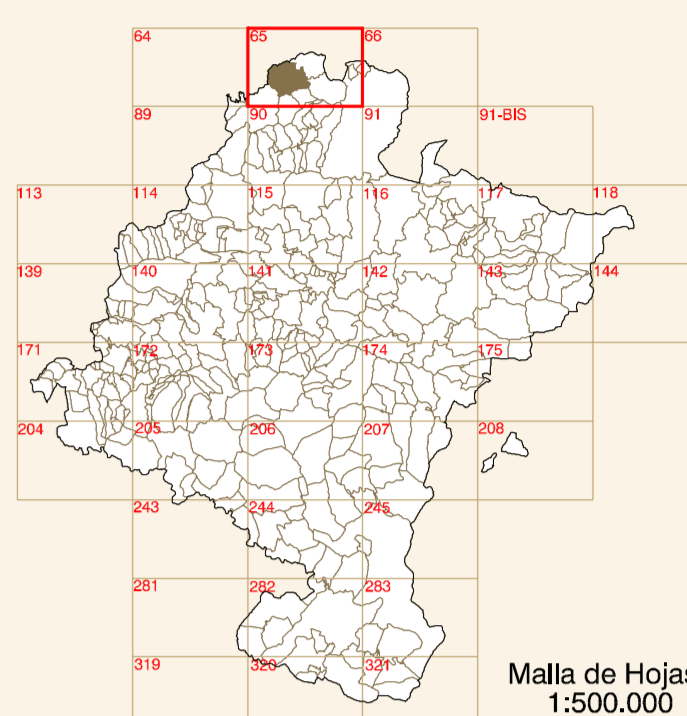 64 65 66
89 90 91 91-BIS
113 114 115 116 117 118
139 140 141 142 143 144
171 172 173 174 175
204 205 206 207 208
243 244 245
281 282 283
319 320 321
Malla de Hojas
1:500.000